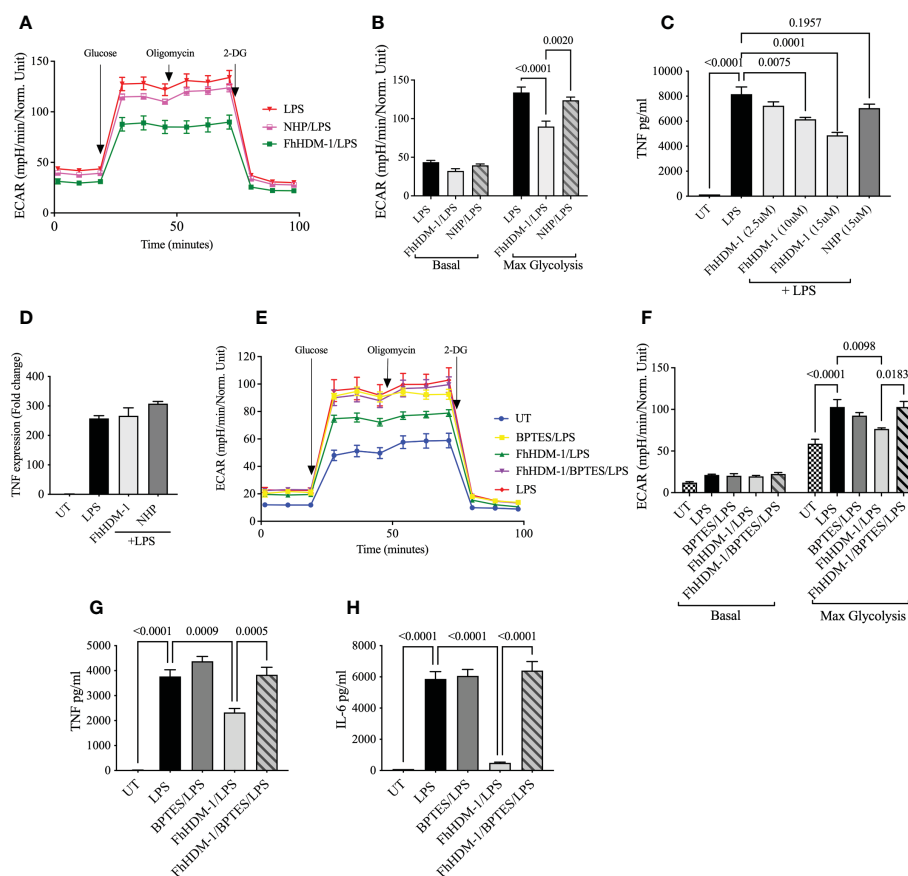 A
Glucose
Oligomycin
2-DG
ECAR (mpH/min/Norm. Unit)
150
100
50
0
0
50
100
Time (minutes)
LPS
NHP/LPS
FhHDM-1/LPS
B
0.0020
<0.0001
ECAR (mpH/min/Norm. Unit)
150
100
50
0
LPS
FhHDM-1/LPS
NHP/LPS
LPS
FhHDM-1/LPS
NHP/LPS
Basal
Max Glycolysis
C
0.1957
0.0001
0.0075
<0.0001
TNF pg/ml
10000
8000
6000
4000
2000
0
UT
LPS
FhHDM-1 (2.5uM)
FhHDM-1 (10uM)
FhHDM-1 (15uM)
NHP (15uM)
+ LPS
D
TNF expression (Fold change)
400
300
200
100
0
UT
LPS
FhHDM-1
NHP
+LPS
E
Glucose
Oligomycin
2-DG
ECAR (mpH/min/Norm. Unit)
120
100
80
60
40
20
0
0
50
100
Time (minutes)
UT
BPTES/LPS
FhHDM-1/LPS
FhHDM-1/BPTES/LPS
LPS
F
0.0098
<0.0001
0.0183
ECAR (mpH/min/Norm. Unit)
150
100
50
0
UT
LPS
BPTES/LPS
FhHDM-1/LPS
FhHDM-1/BPTES/LPS
UT
LPS
BPTES/LPS
FhHDM-1/LPS
FhHDM-1/BPTES/LPS
Basal
Max Glycolysis
G
<0.0001
0.0009
0.0005
TNF pg/ml
5000
4000
3000
2000
1000
0
UT
LPS
BPTES/LPS
FhHDM-1/LPS
FhHDM-1/BPTES/LPS
H
<0.0001
<0.0001
<0.0001
IL-6 pg/ml
8000
6000
4000
2000
0
UT
LPS
BPTES/LPS
FhHDM-1/LPS
FhHDM-1/BPTES/LPS